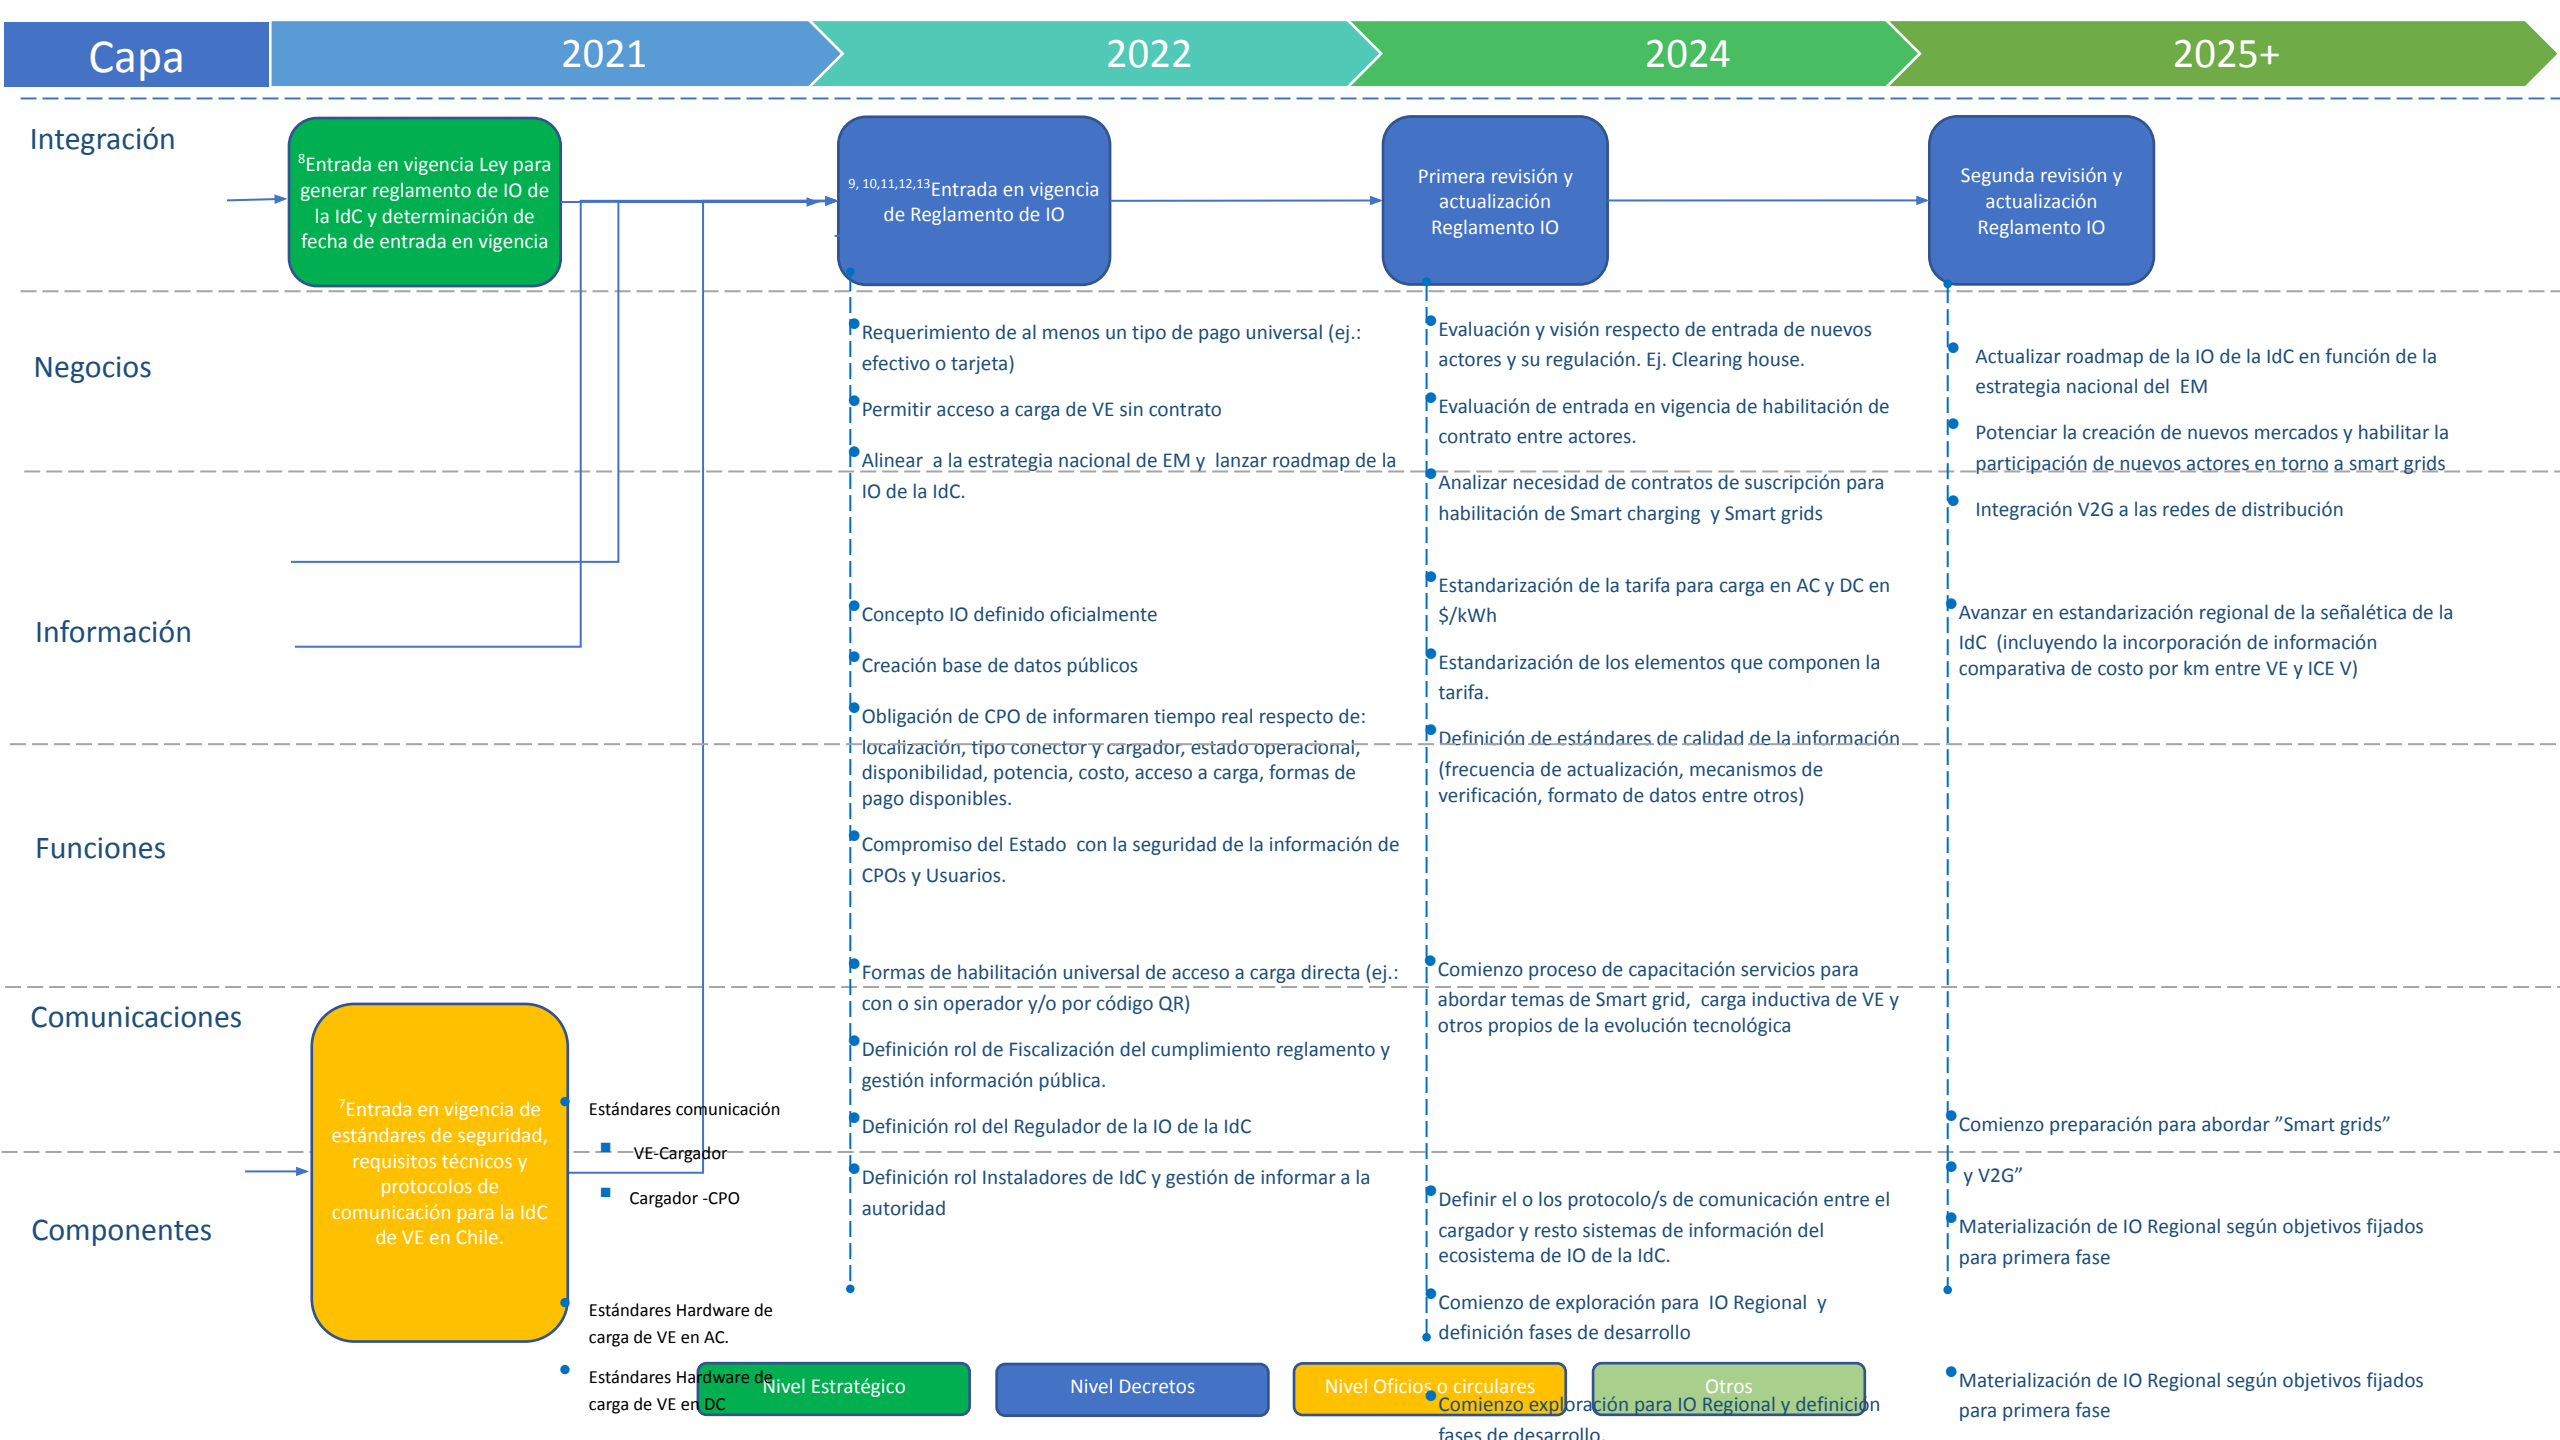 Capa
2021
2022
2024
2025+
Integración
⁸Entrada en vigencia Ley para
generar reglamento de IO de
la IdC y determinación de
fecha de entrada en vigencia
9, 10,11,12,13Entrada en vigencia
de Reglamento de IO
Primera revisión y
actualización
Reglamento IO
Segunda revisión y
actualización
Reglamento IO
Negocios
Información
Funciones
Comunicaciones
Componentes
⁷Entrada en vigencia de
estándares de seguridad,
requisitos técnicos y
protocolos de
comunicación para la IdC
de VE en Chile.
Estándares comunicación
VE-Cargador
Cargador -CPO
Estándares Hardware de
carga de VE en AC.
Estándares Hardware de
carga de VE en DC
Requerimiento de al menos un tipo de pago universal (ej.:
efectivo o tarjeta)
Permitir acceso a carga de VE sin contrato
Alinear a la estrategia nacional de EM y lanzar roadmap de la
IO de la IdC.
Concepto IO definido oficialmente
Creación base de datos públicos
Obligación de CPO de informaren tiempo real respecto de:
localización, tipo conector y cargador, estado operacional,
disponibilidad, potencia, costo, acceso a carga, formas de
pago disponibles.
Compromiso del Estado con la seguridad de la información de
CPOs y Usuarios.
Formas de habilitación universal de acceso a carga directa (ej.:
con o sin operador y/o por código QR)
Definición rol de Fiscalización del cumplimiento reglamento y
gestión información pública.
Definición rol del Regulador de la IO de la IdC
Definición rol Instaladores de IdC y gestión de informar a la
autoridad
Evaluación y visión respecto de entrada de nuevos
actores y su regulación. Ej. Clearing house.
Evaluación de entrada en vigencia de habilitación de
contrato entre actores.
Analizar necesidad de contratos de suscripción para
habilitación de Smart charging y Smart grids
Estandarización de la tarifa para carga en AC y DC en
$/kWh
Estandarización de los elementos que componen la
tarifa.
Definición de estándares de calidad de la información
(frecuencia de actualización, mecanismos de
verificación, formato de datos entre otros)
Comienzo proceso de capacitación servicios para
abordar temas de Smart grid, carga inductiva de VE y
otros propios de la evolución tecnológica
Definir el o los protocolo/s de comunicación entre el
cargador y resto sistemas de información del
ecosistema de IO de la IdC.
Comienzo de exploración para IO Regional y
definición fases de desarrollo
Comienzo exploración para IO Regional y definición
fases de desarrollo.
Actualizar roadmap de la IO de la IdC en función de la
estrategia nacional del EM
Potenciar la creación de nuevos mercados y habilitar la
participación de nuevos actores en torno a smart grids
Integración V2G a las redes de distribución
Avanzar en estandarización regional de la señalética de la
IdC (incluyendo la incorporación de información
comparativa de costo por km entre VE y ICE V)
Comienzo preparación para abordar ”Smart grids”
y V2G”
Materialización de IO Regional según objetivos fijados
para primera fase
Materialización de IO Regional según objetivos fijados
para primera fase
Nivel Estratégico
Nivel Decretos
Nivel Oficios o circulares
Otros